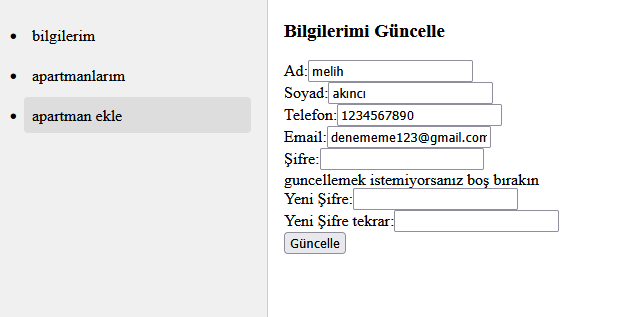 bilgilerim
apartmanlarım
apartman ekle
Bilgilerimi Güncelle
Ad: melih
Soyad: akıncı
Telefon: 1234567890
Email: denememe123@gmail.com
Şifre:
guncellemek istemiyorsanız boş bırakın
Yeni Şifre:
Yeni Şifre tekrar:
Güncelle